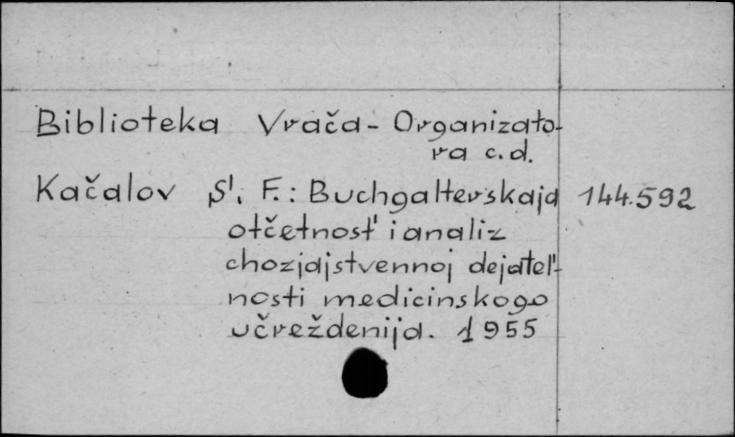 Biblioteka Vrača-Organizato-
ra c.d.
Kačalov S. F.: Buchgalterskaja 144.592
otčetnost' i analiz
chozjajstvennoj dejatel'-
nosti medicinskogo
učreždenija. 1955